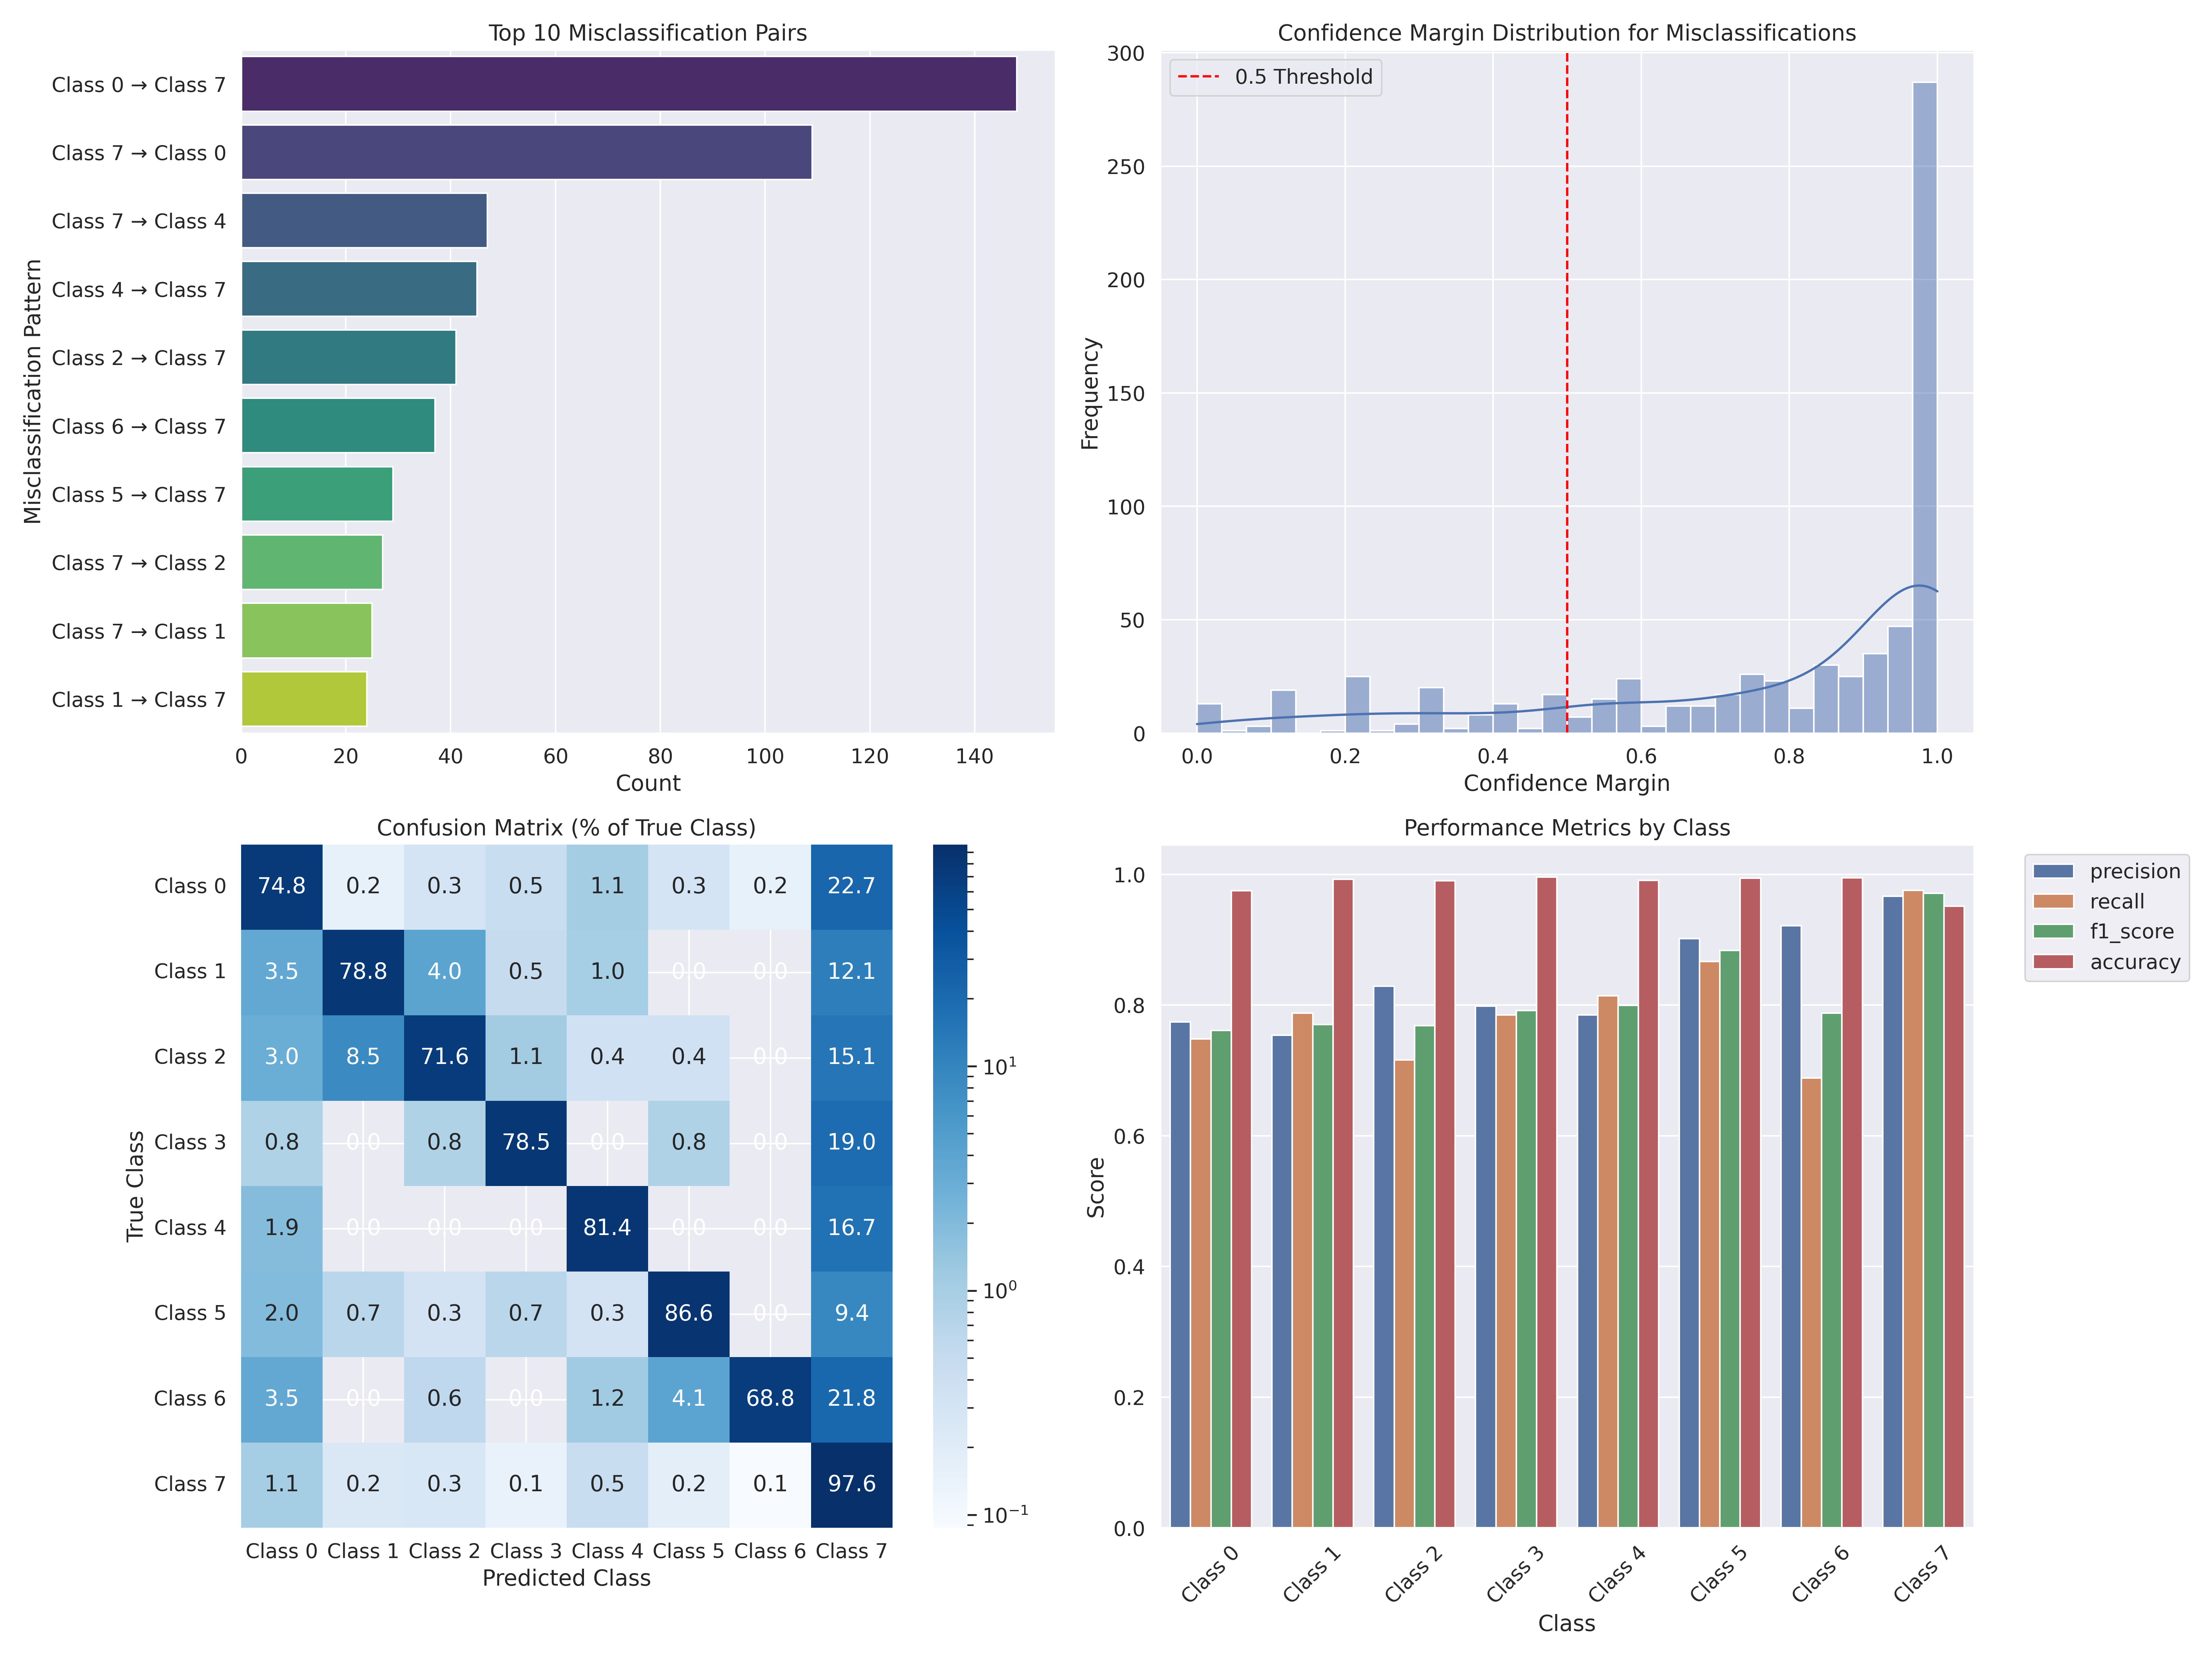 Top 10 Misclassification Pairs
Misclassification Pattern
Class 0 → Class 7
Class 7 → Class 0
Class 7 → Class 4
Class 4 → Class 7
Class 2 → Class 7
Class 6 → Class 7
Class 5 → Class 7
Class 7 → Class 2
Class 7 → Class 1
Class 1 → Class 7
0 20 40 60 80 100 120 140
Count
Confidence Margin Distribution for Misclassifications
0.5 Threshold
Frequency
300
250
200
150
100
50
0
0.0 0.2 0.4 0.6 0.8 1.0
Confidence Margin
Confusion Matrix (% of True Class)
True Class
Class 0 74.8 0.2 0.3 0.5 1.1 0.3 0.2 22.7
Class 1 3.5 78.8 4.0 0.5 1.0 0.0 0.0 12.1
Class 2 3.0 8.5 71.6 1.1 0.4 0.4 0.0 15.1
Class 3 0.8 0.0 0.8 78.5 0.0 0.8 0.0 19.0
Class 4 1.9 0.0 0.0 0.0 81.4 0.0 0.0 16.7
Class 5 2.0 0.7 0.3 0.7 0.3 86.6 0.0 9.4
Class 6 3.5 0.0 0.6 0.0 1.2 4.1 68.8 21.8
Class 7 1.1 0.2 0.3 0.1 0.5 0.2 0.1 97.6
Class 0 Class 1 Class 2 Class 3 Class 4 Class 5 Class 6 Class 7
Predicted Class
10¹
10⁰
10⁻¹
Performance Metrics by Class
precision
recall
f1_score
accuracy
Score
1.0
0.8
0.6
0.4
0.2
0.0
Class 0 Class 1 Class 2 Class 3 Class 4 Class 5 Class 6 Class 7
Class